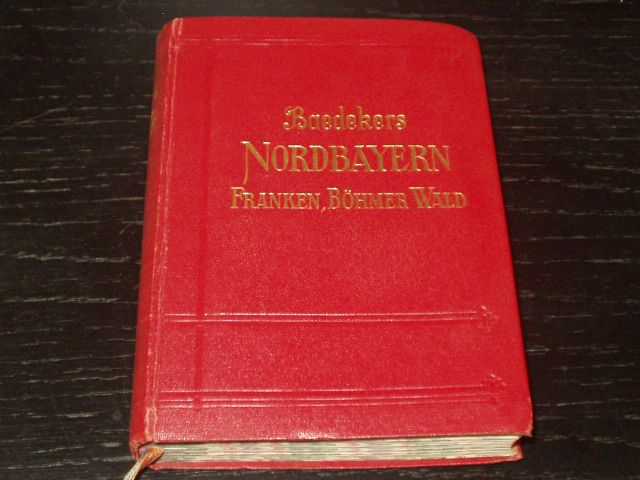 Baedekers
NORDBAYERN
FRANKEN, BÖHMER WALD